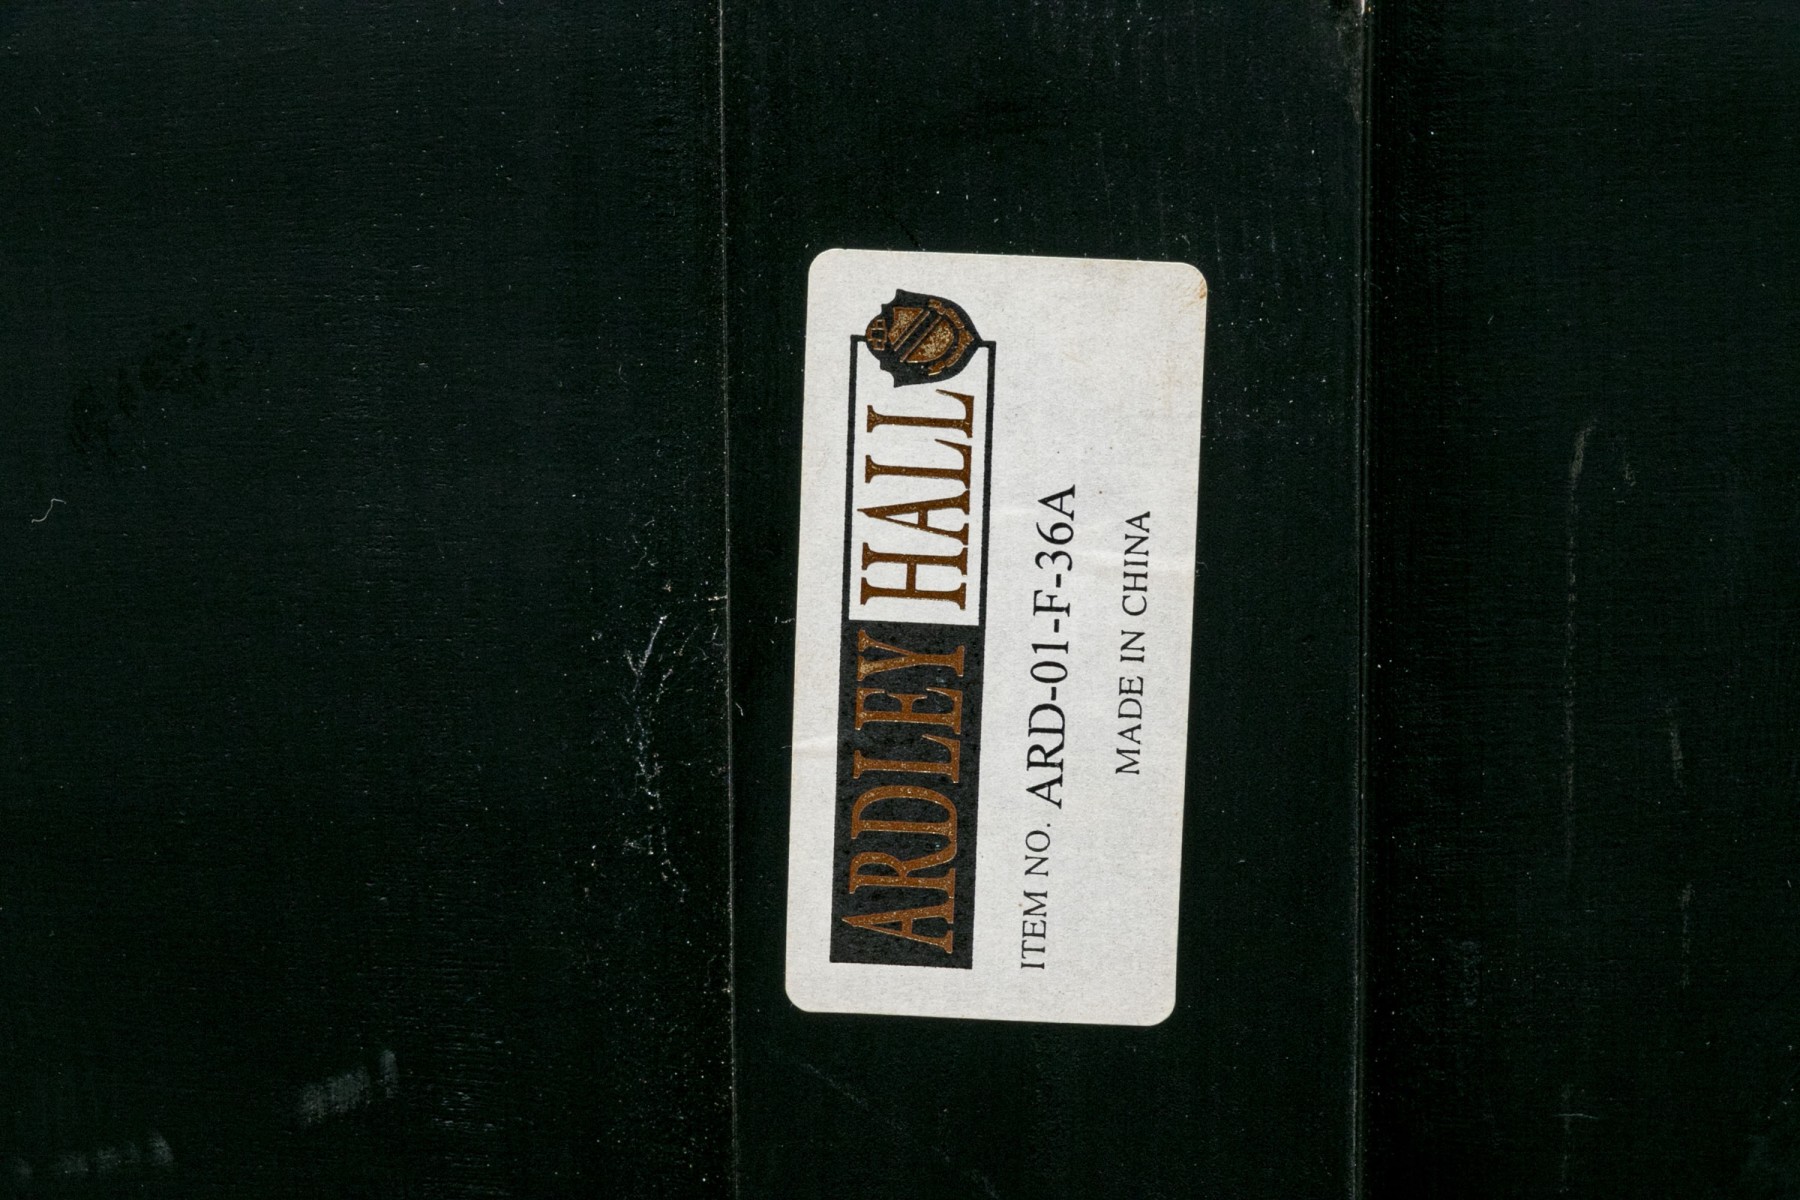 ARDLEY HALL
ITEM NO. ARD-01-F-36A
MADE IN CHINA